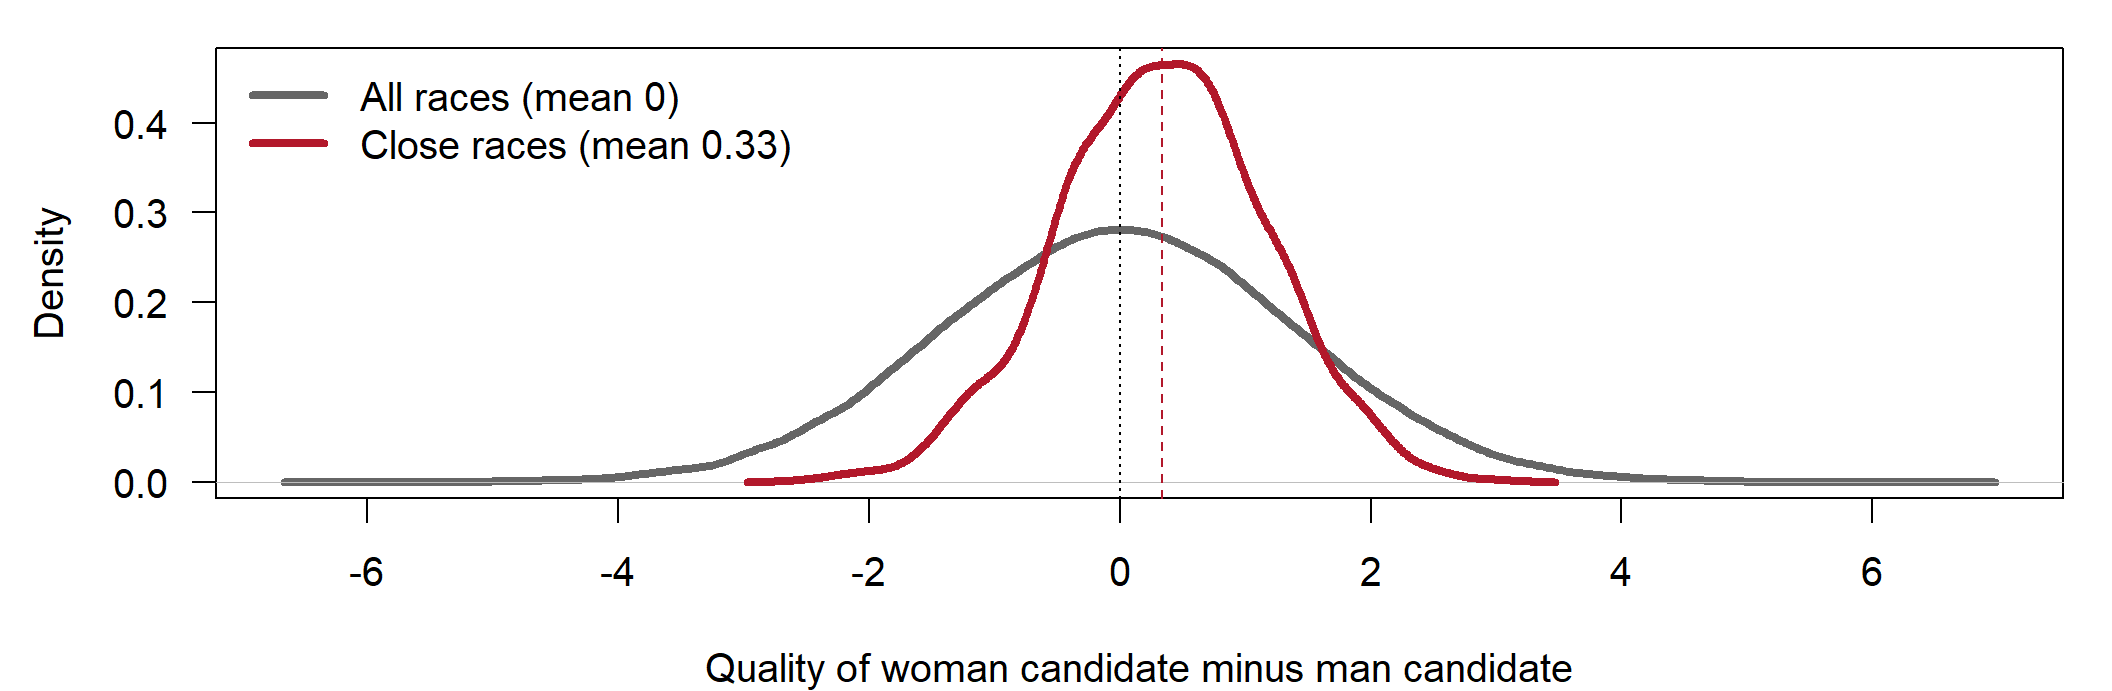 All races (mean 0)
Close races (mean 0.33)
Density
0.4
0.3
0.2
0.1
0.0
-6 -4 -2 0 2 4 6
Quality of woman candidate minus man candidate